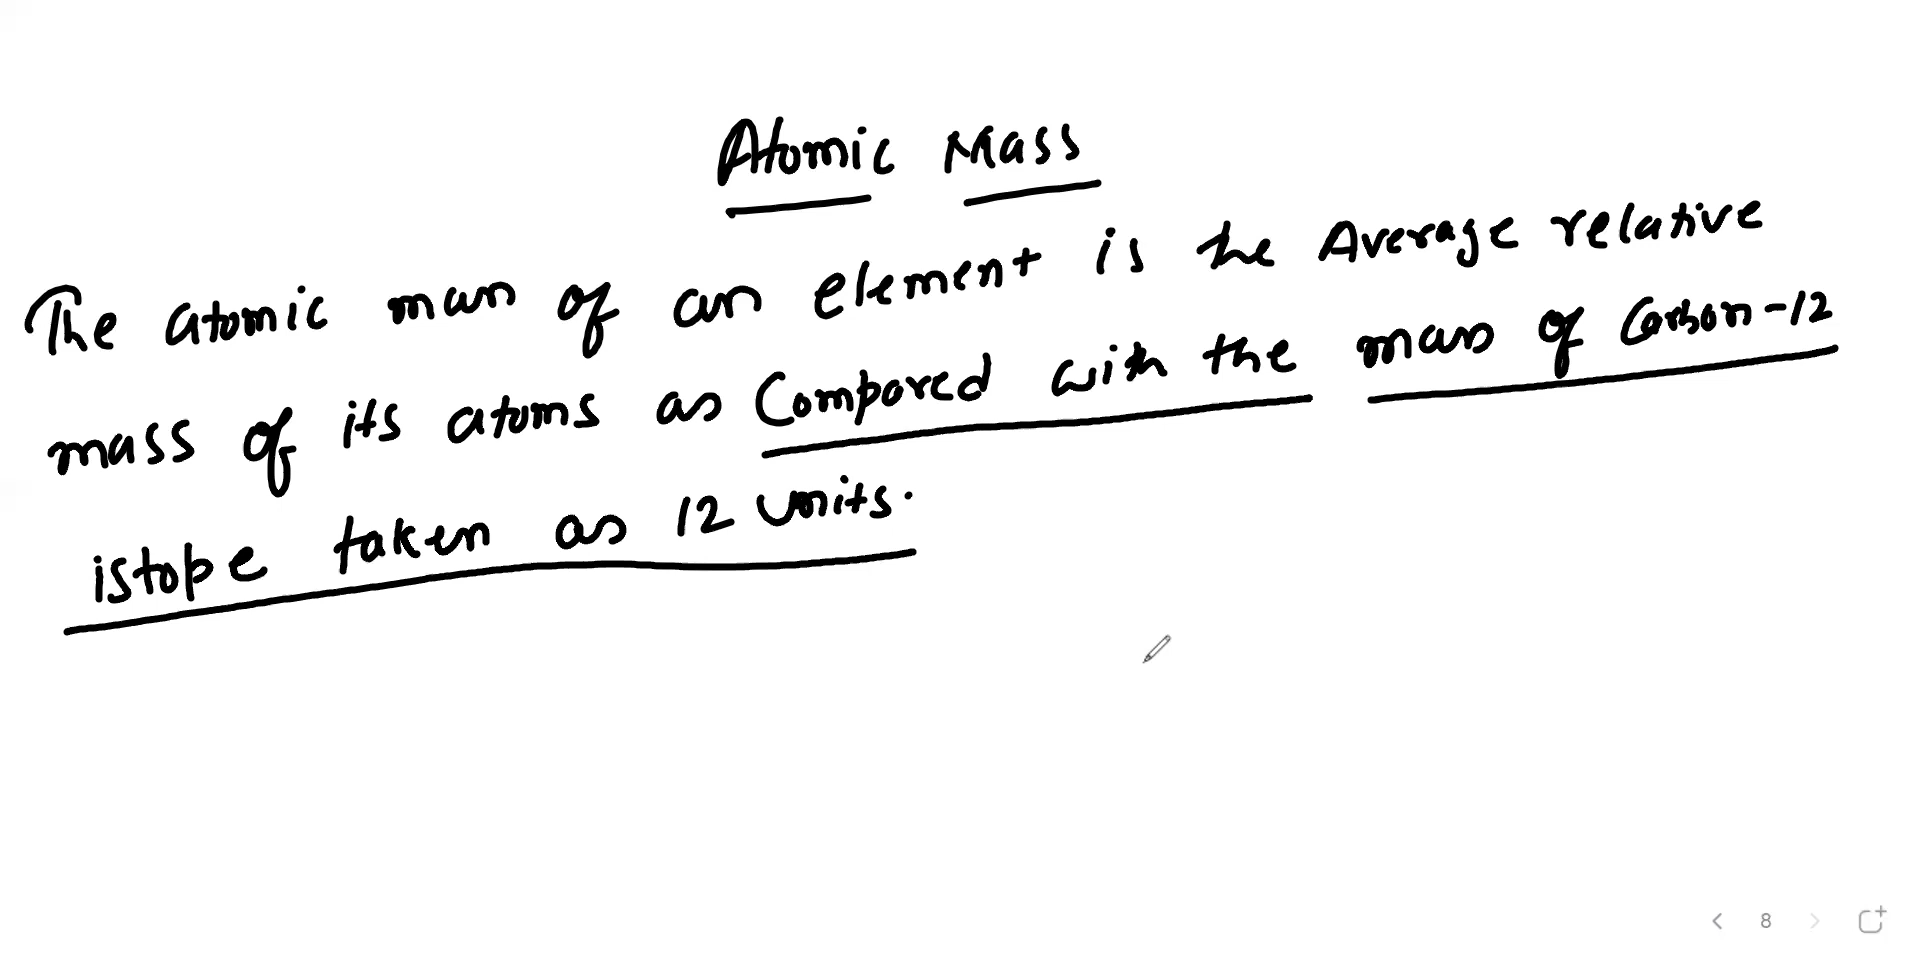 Atomic Mass
The atomic mass of an element is the Average relative
mass of its atoms as Compared with the mass of Carbon-12
istope taken as 12 units.
8